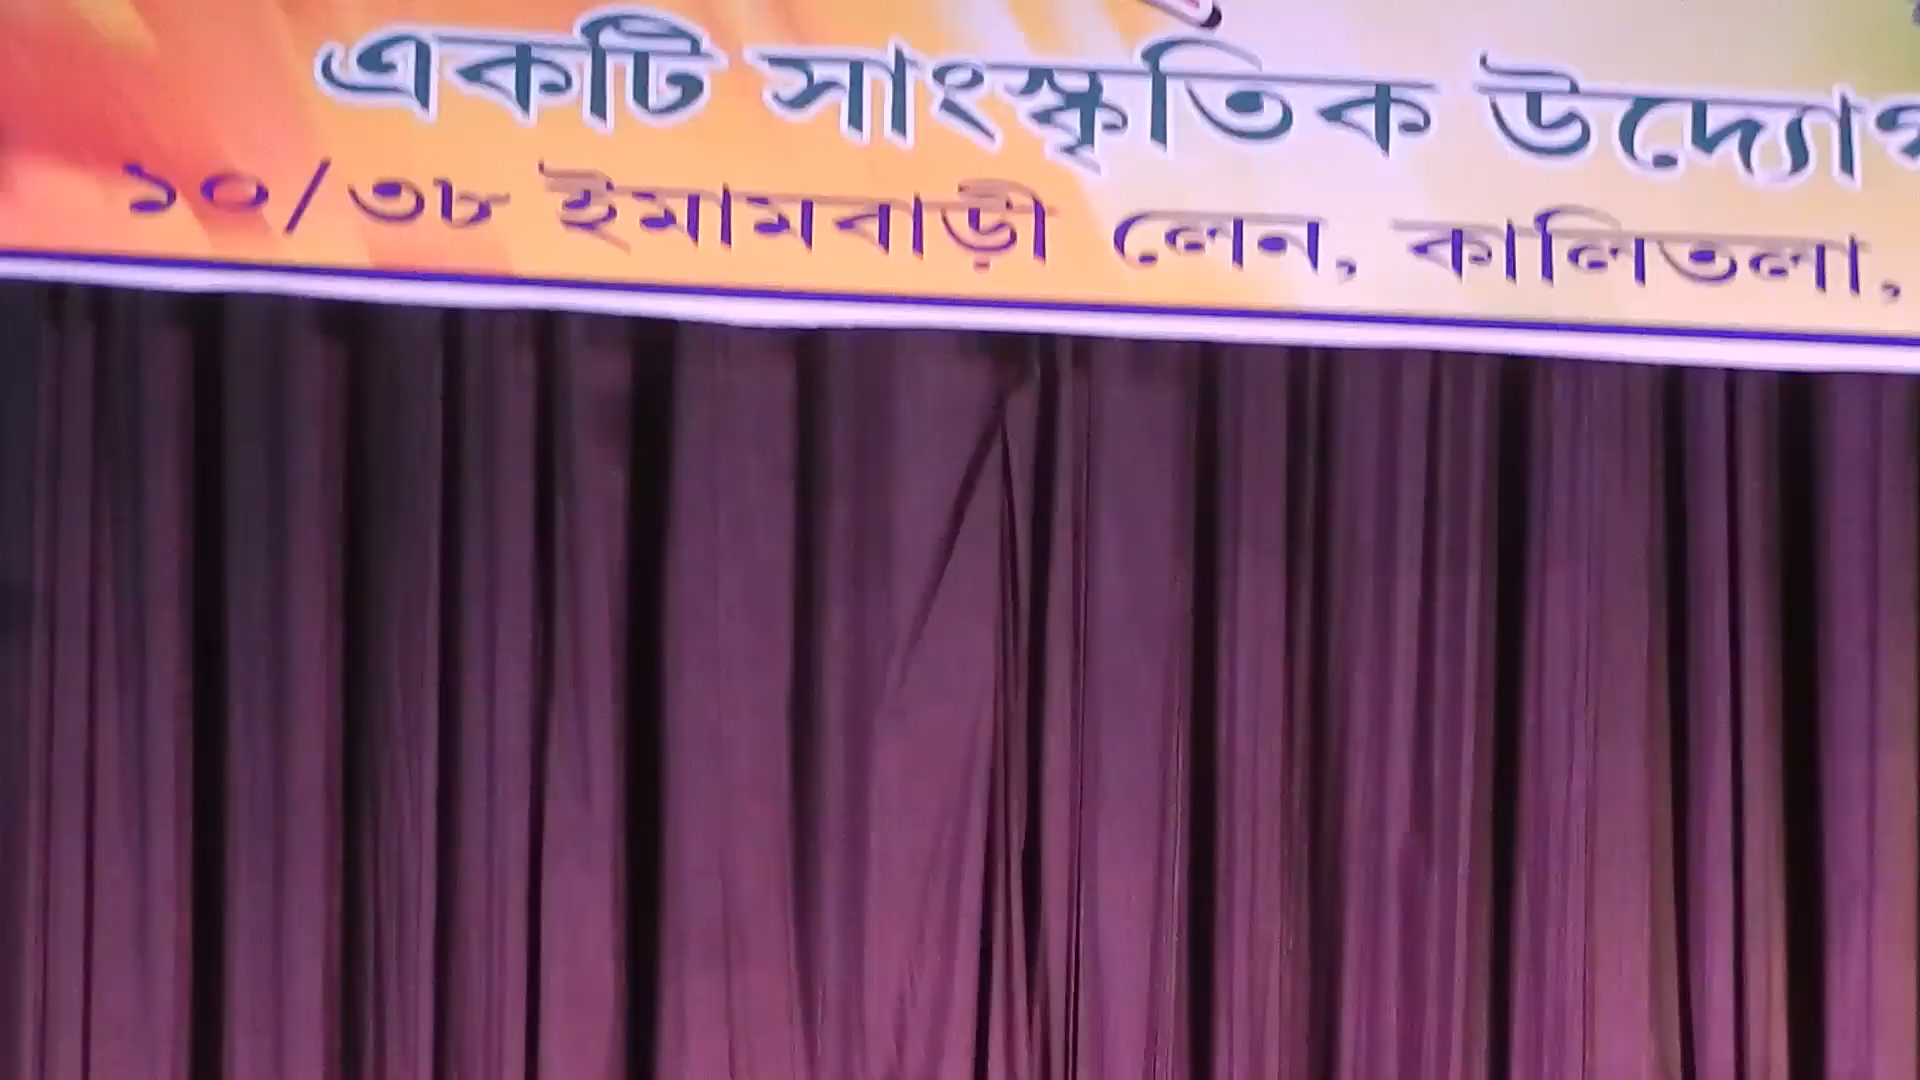 একটি সাংস্কৃতিক উদ্যোগ
১০/৩৮ ইমামবাড়ী লেন, কালিতলা,